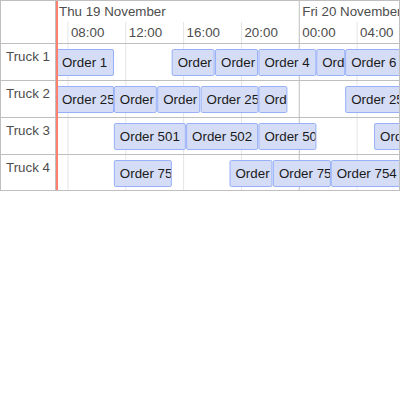 Thu 19 November Fri 20 November
08:00 12:00 16:00 20:00 00:00 04:00
Truck 1 Order 1 Order Order Order 4 Ord Order 6
Truck 2 Order 25 Order Order Order 25 Ord Order 25
Truck 3 Order 501 Order 502 Order 50 Ord
Truck 4 Order 75 Order Order 75 Order 754